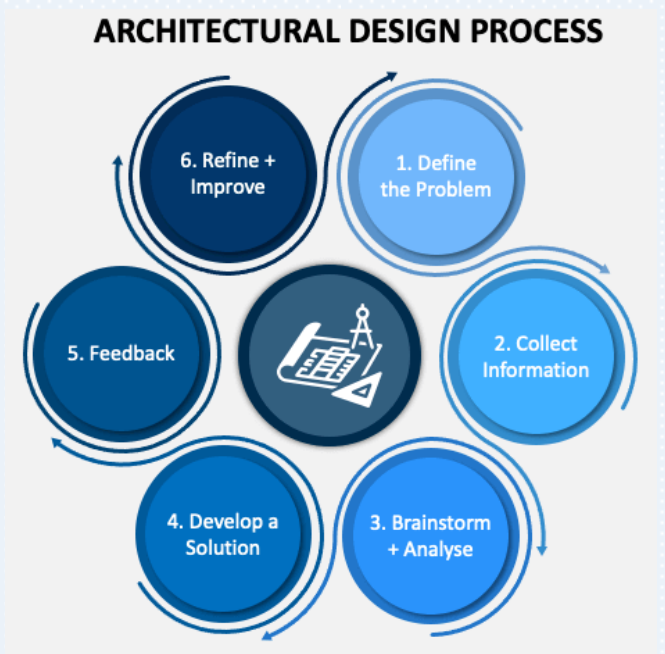 ARCHITECTURAL DESIGN PROCESS
1. Define
the Problem
2. Collect
Information
3. Brainstorm
+ Analyse
4. Develop a
Solution
5. Feedback
6. Refine +
Improve